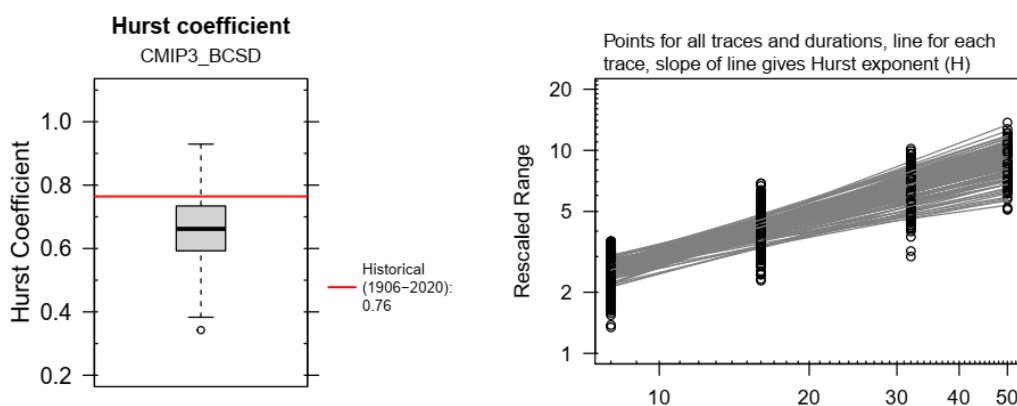 Hurst coefficient
CMIP3_BCSD
Hurst Coefficient
1.0
0.8
0.6
0.4
0.2
Historical
(1906−2020):
0.76
Points for all traces and durations, line for each
trace, slope of line gives Hurst exponent (H)
Rescaled Range
20
10
5
2
1
10
20
30
40
50